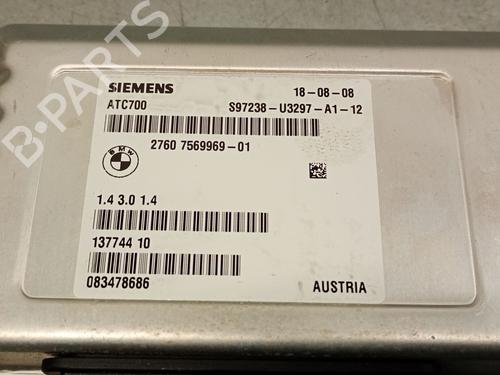 B-PARTS
SIEMENS 18-08-08
ATC700 S97238-U3297-A1-12
BMW 2760 7569969-01
1.4 3.0 1.4
137744 10
083478686 AUSTRIA